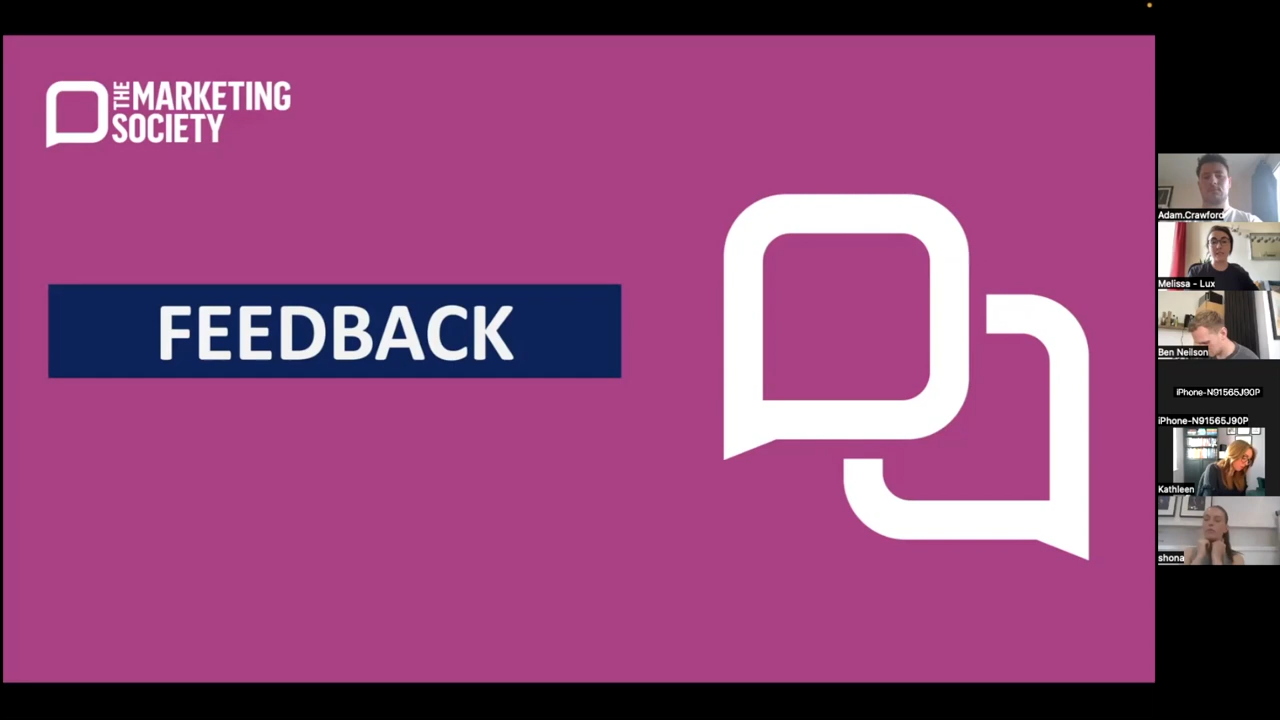 THE MARKETING
SOCIETY
FEEDBACK
Adam.Crawford
Melissa - Lux
Ben Neilson
iPhone-N91565J90P
iPhone-N91565J90P
Kathleen
shona